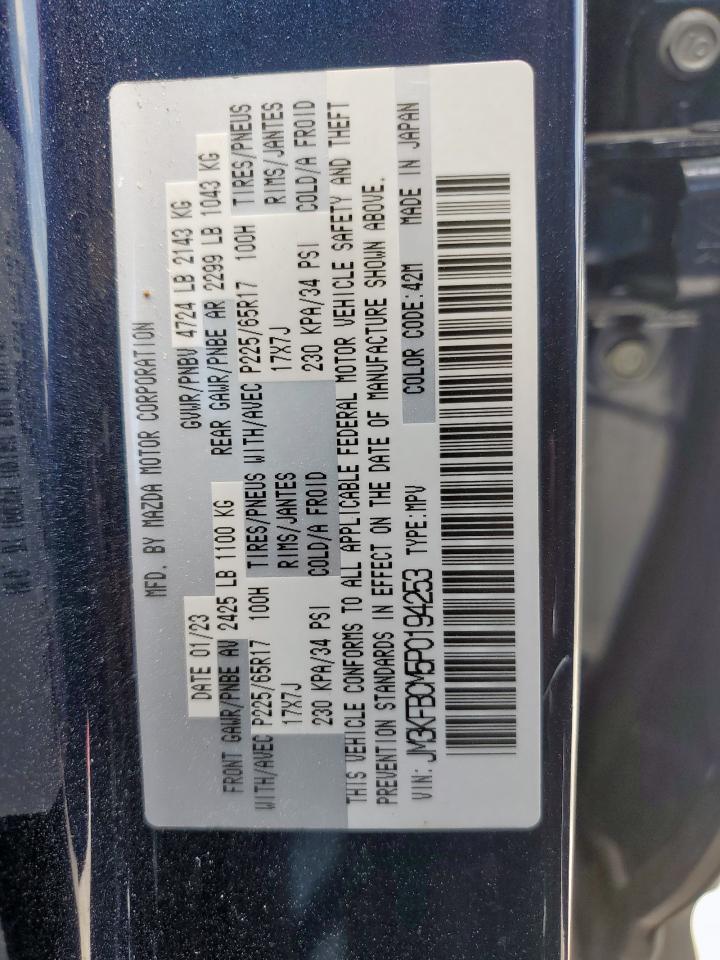 MFD. BY MAZDA MOTOR CORPORATION
DATE 01/23 GVWR/PNBV 4724 LB 2143 KG
FRONT GAWR/PNBE AV 2425 LB 1100 KG REAR GAWR/PNBE AR 2299 LB 1043 KG
WITH/AVEC P225/65R17 100H TIRES/PNEUS WITH/AVEC P225/65R17 100H TIRES/PNEUS
17X7J RIMS/JANTES 17X7J RIMS/JANTES
230 KPA/34 PSI COLD/A FROID 230 KPA/34 PSI COLD/A FROID
THIS VEHICLE CONFORMS TO ALL APPLICABLE FEDERAL MOTOR VEHICLE SAFETY AND THEFT
PREVENTION STANDARDS IN EFFECT ON THE DATE OF MANUFACTURE SHOWN ABOVE.
VIN: JM3KFBCM5P0194253 TYPE:MPV COLOR CODE:42M MADE IN JAPAN
10